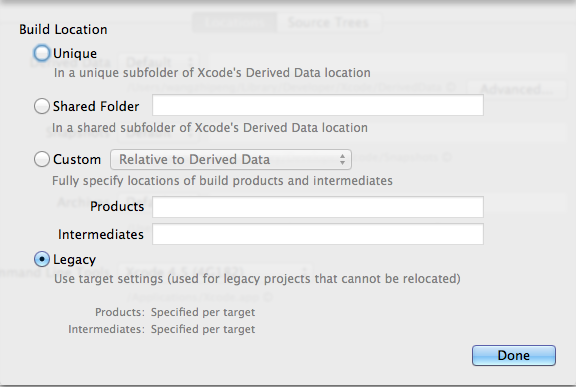 Source Trees
Build Location
Unique
In a unique subfolder of Xcode's Derived Data location
Advanced...
Shared Folder
In a shared subfolder of Xcode's Derived Data location
Custom Relative to Derived Data
Fully specify locations of build products and intermediates
Products
Intermediates
Legacy
Use target settings (used for legacy projects that cannot be relocated)
Products: Specified per target
Intermediates: Specified per target
Done